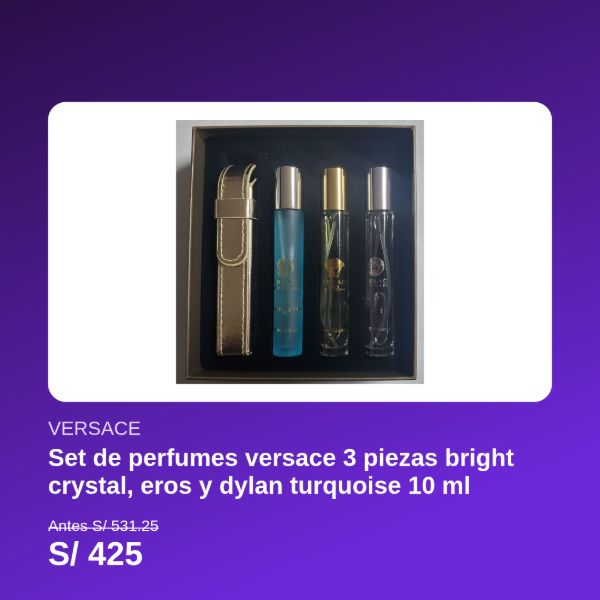 VERSACE
Set de perfumes versace 3 piezas bright
crystal, eros y dylan turquoise 10 ml
Antes S/ 531.25
S/ 425